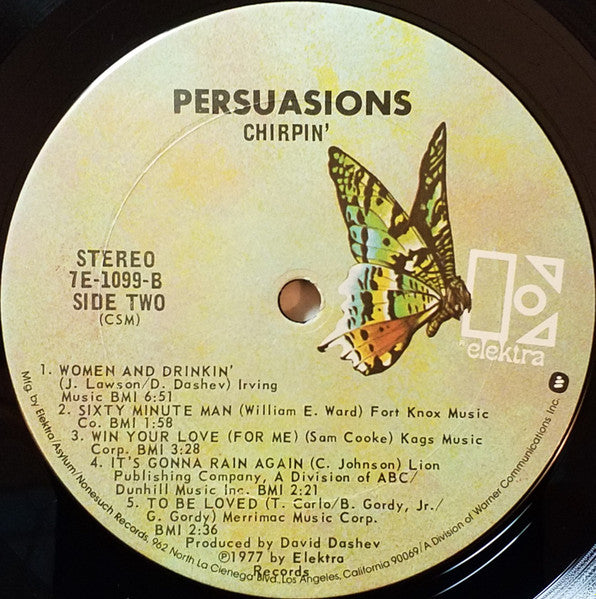 PERSUASIONS
CHIRPIN'
STEREO
7E-1099-B
SIDE TWO
(CSM)
elektra
1. WOMEN AND DRINKIN'
(J. Lawson/D. Dashev) Irving
Music BMI 6:51
2. SIXTY MINUTE MAN (William E. Ward) Fort Knox Music
Co. BMI 1:58
3. WIN YOUR LOVE (FOR ME) (Sam Cooke) Kags Music
Corp. BMI 3:28
4. IT'S GONNA RAIN AGAIN (C. Johnson) Lion
Publishing Company, A Division of ABC/
Dunhill Music Inc. BMI 2:21
5. TO BE LOVED (T. Carlo/B. Gordy, Jr./
G. Gordy) Merrimac Music Corp.
BMI 2:36
Produced by David Dashev
℗1977 by Elektra
Records
Mfg. by Elektra/Asylum/Nonesuch Records, 962 North La Cienega Blvd., Los Angeles, California 90069/A Division of Warner Communications Inc.